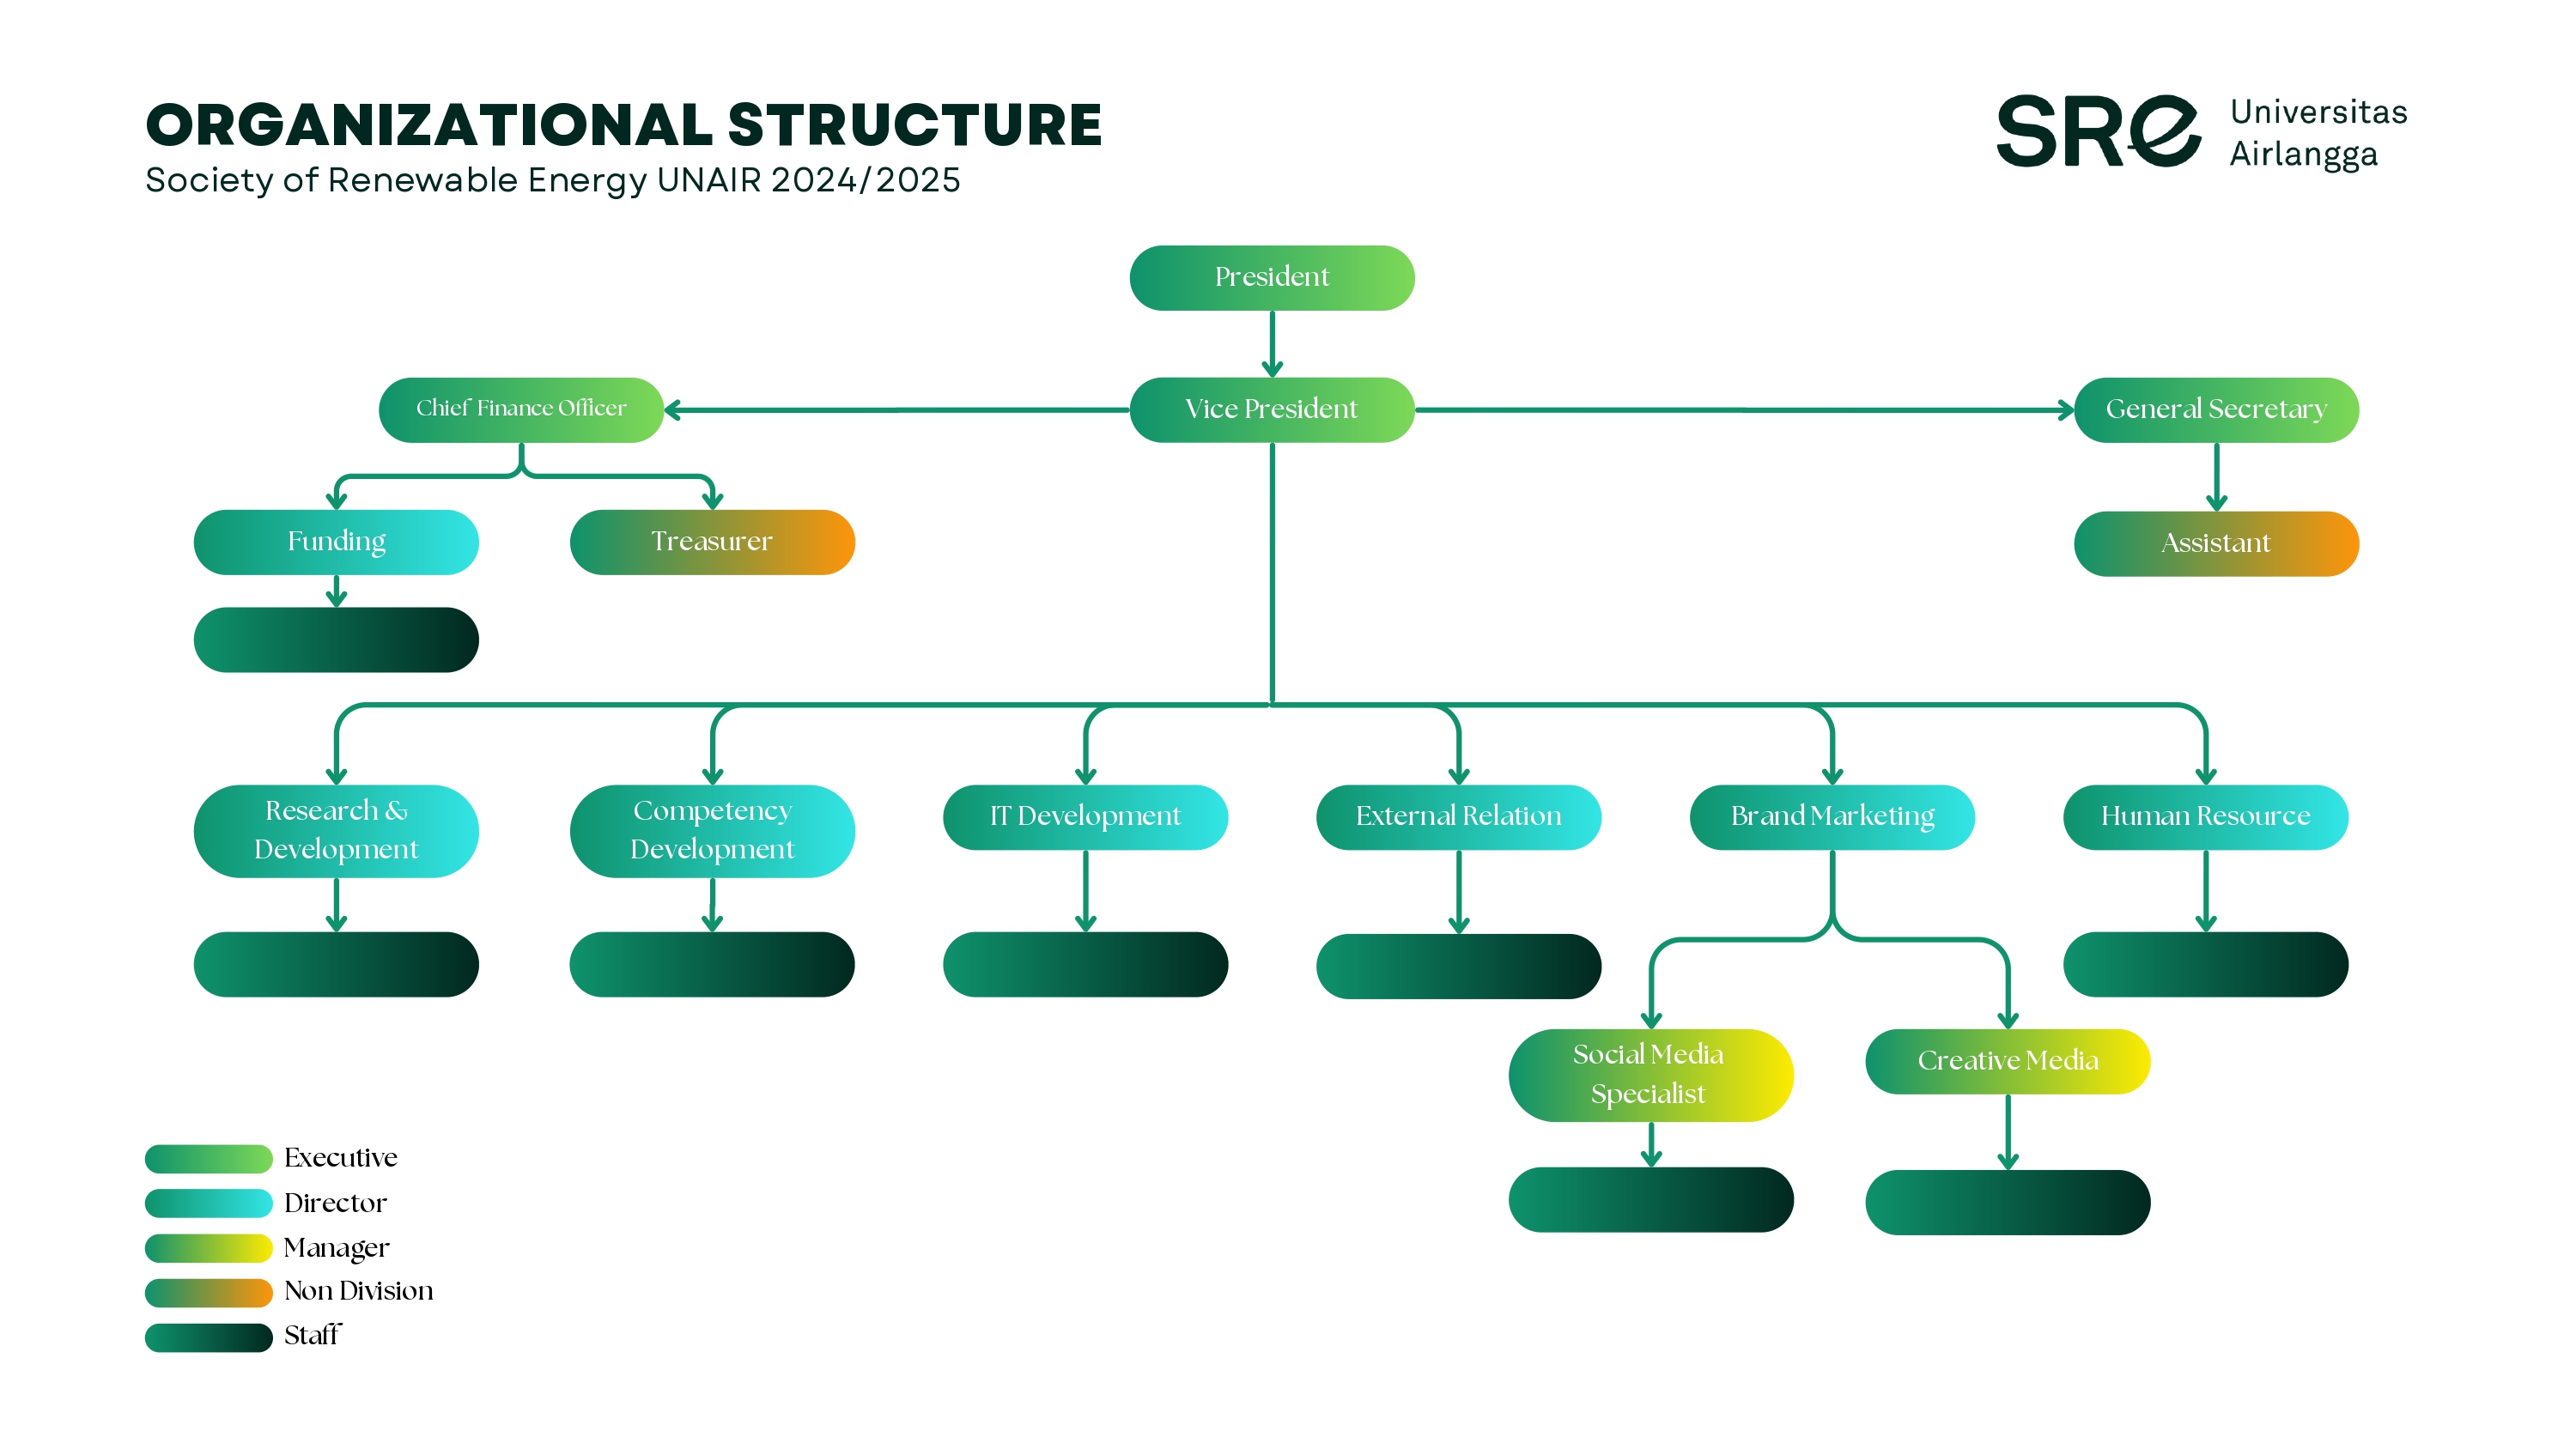 ORGANIZATIONAL STRUCTURE
Society of Renewable Energy UNAIR 2024/2025
SRe
Universitas
Airlangga
President
Chief Finance Officer
Vice President
General Secretary
Funding
Treasurer
Assistant
Research &
Development
Competency
Development
IT Development
External Relation
Brand Marketing
Human Resource
Social Media
Specialist
Creative Media
Executive
Director
Manager
Non Division
Staff